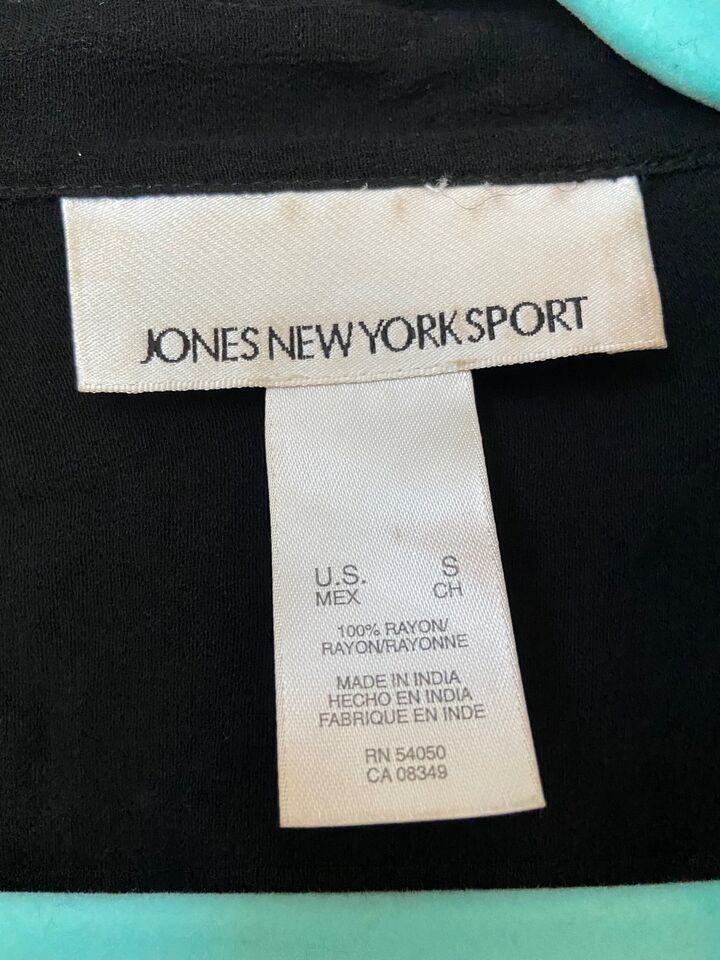 JONES NEW YORK SPORT
U.S. S
MEX CH
100% RAYON/
RAYON/RAYONNE
MADE IN INDIA
HECHO EN INDIA
FABRIQUE EN INDE
RN 54050
CA 08349